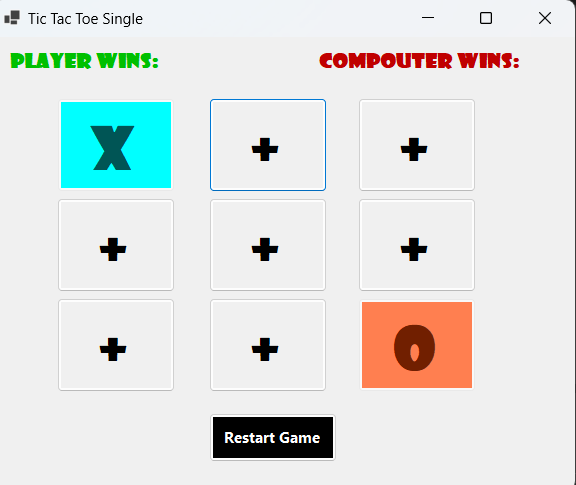 Tic Tac Toe Single
PLAYER WINS: COMPOUTER WINS:
X + +
+ + +
+ + O
Restart Game